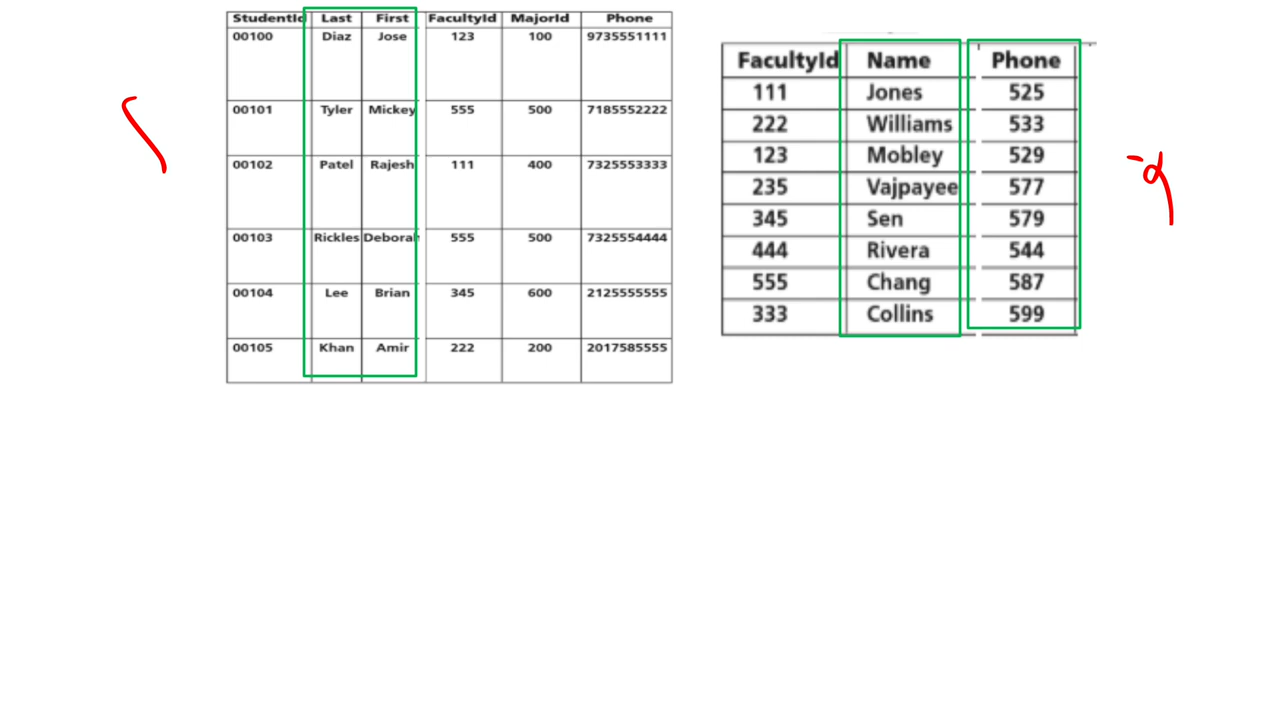 StudentId Last First FacultyId MajorId Phone
00100 Diaz Jose 123 100 9735551111
00101 Tyler Mickey 555 500 7185552222
00102 Patel Rajesh 111 400 7325553333
00103 Rickles Deborah 555 500 7325554444
00104 Lee Brian 345 600 2125555555
00105 Khan Amir 222 200 2017585555
FacultyId Name Phone
111 Jones 525
222 Williams 533
123 Mobley 529
235 Vajpayee 577
345 Sen 579
444 Rivera 544
555 Chang 587
333 Collins 599